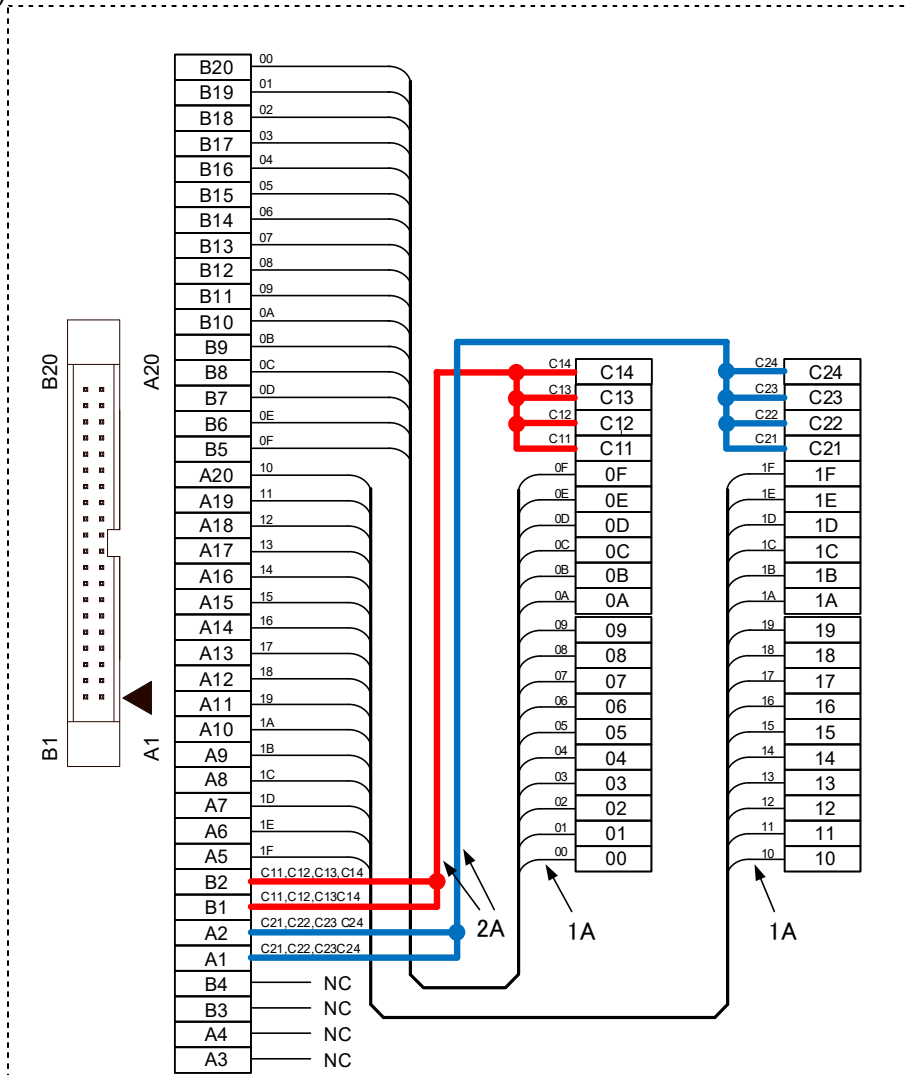 B20 00
B19 01
B18 02
B17 03
B16 04
B15 05
B14 06
B13 07
B12 08
B11 09
B10 0A
B9 0B
B8 0C
B7 0D
B6 0E
B5 0F
A20 10
A19 11
A18 12
A17 13
A16 14
A15 15
A14 16
A13 17
A12 18
A11 19
A10 1A
A9 1B
A8 1C
A7 1D
A6 1E
A5 1F
B2 C11,C12,C13,C14
B1 C11,C12,C13C14
A2 C21,C22,C23 C24
A1 C21,C22,C23C24
B4 NC
B3 NC
A4 NC
A3 NC
B20
A20
B1
A1
C14 C14
C13 C13
C12 C12
C11 C11
0F 0F
0E 0E
0D 0D
0C 0C
0B 0B
0A 0A
09 09
08 08
07 07
06 06
05 05
04 04
03 03
02 02
01 01
00 00
C24 C24
C23 C23
C22 C22
C21 C21
1F 1F
1E 1E
1D 1D
1C 1C
1B 1B
1A 1A
19 19
18 18
17 17
16 16
15 15
14 14
13 13
12 12
11 11
10 10
2A
1A
1A